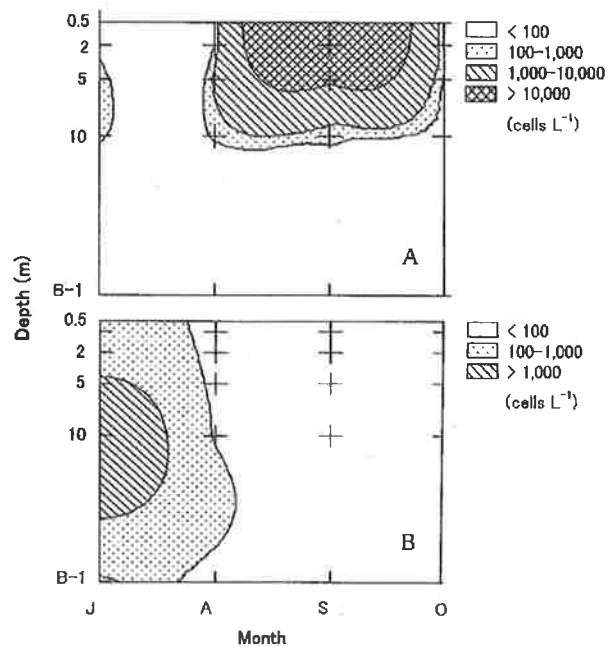 0.5
2
5
10
B-1
A
< 100
100-1,000
1,000-10,000
> 10,000
(cells L⁻¹)
Depth (m)
0.5
2
5
10
B-1
B
< 100
100-1,000
> 1,000
(cells L⁻¹)
J A S O
Month